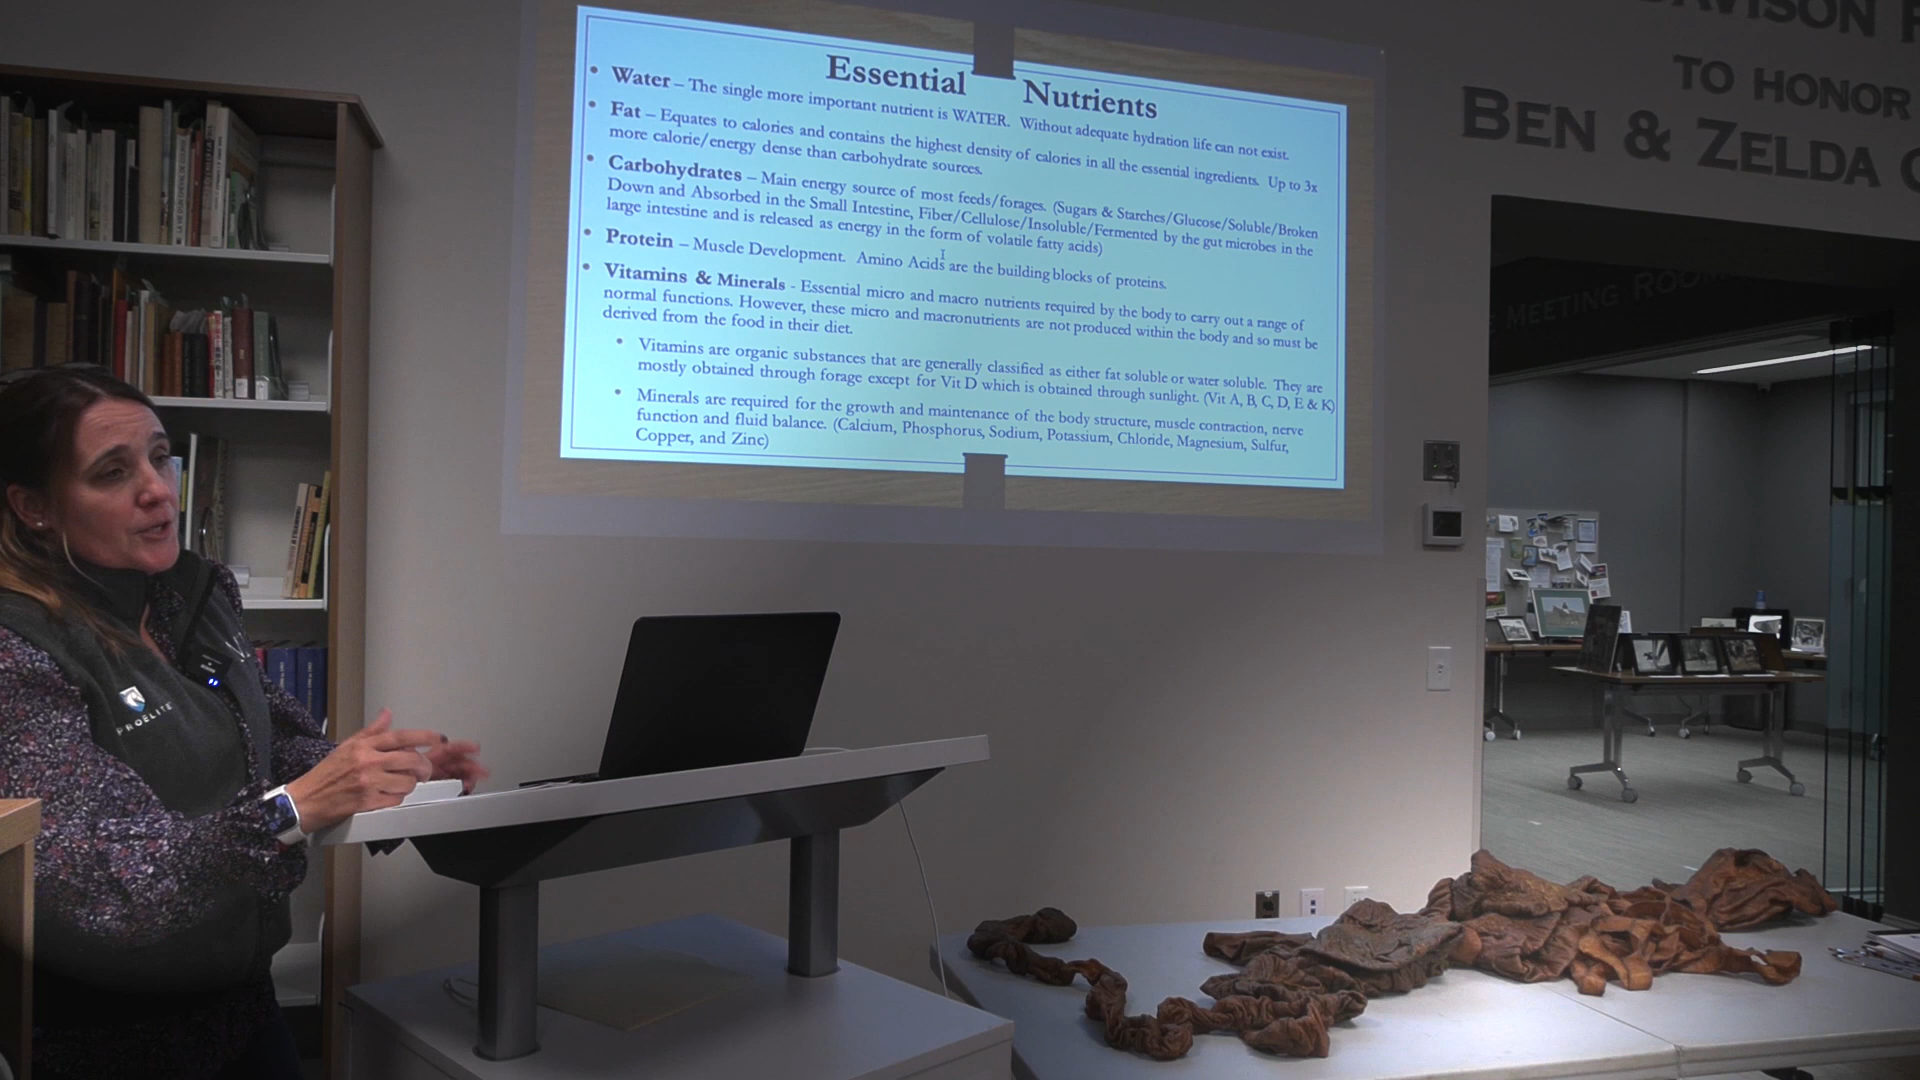 Essential Nutrients
• Water – The single more important nutrient is WATER. Without adequate hydration life can not exist.
• Fat – Equates to calories and contains the highest density of calories in all the essential ingredients. Up to 3x
more calorie/energy dense than carbohydrate sources.
• Carbohydrates – Main energy source of most feeds/forages. (Sugars & Starches/Glucose/Soluble/Broken
Down and Absorbed in the Small Intestine, Fiber/Cellulose/Insoluble/Fermented by the gut microbes in the
large intestine and is released as energy in the form of volatile fatty acids)
• Protein – Muscle Development. Amino Acids are the building blocks of proteins.
• Vitamins & Minerals - Essential micro and macro nutrients required by the body to carry out a range of
normal functions. However, these micro and macronutrients are not produced within the body and so must be
derived from the food in their diet.
• Vitamins are organic substances that are generally classified as either fat soluble or water soluble. They are
mostly obtained through forage except for Vit D which is obtained through sunlight. (Vit A, B, C, D, E & K)
• Minerals are required for the growth and maintenance of the body structure, muscle contraction, nerve
function and fluid balance. (Calcium, Phosphorus, Sodium, Potassium, Chloride, Magnesium, Sulfur,
Copper, and Zinc)
TO HONOR
BEN & ZELDA
MEETING
PROELITE